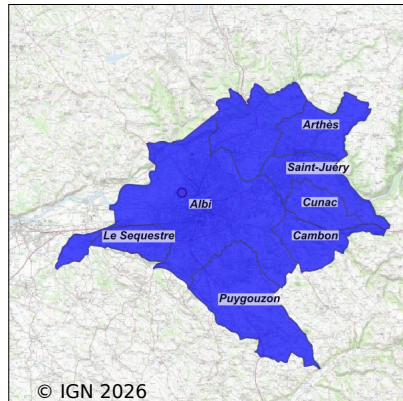 Arthès
Saint-Juéry
Albi
Cunac
Le Sequestre
Cambon
Puygouzon
© IGN 2026